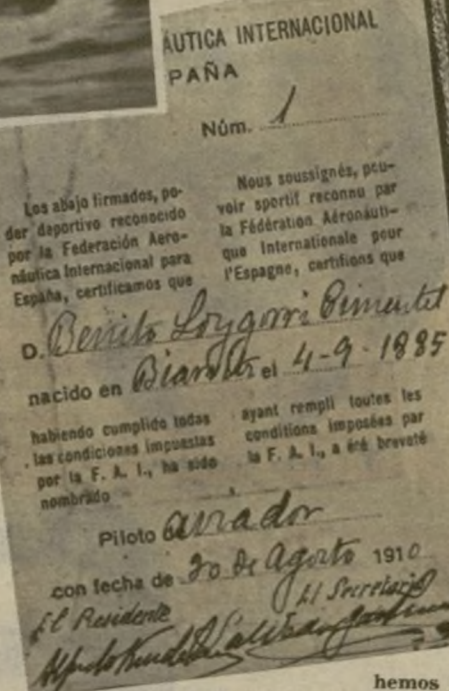 ÁUTICA INTERNACIONAL
PAÑA
Núm. 1
Los abajo firmados, po-
der deportivo reconocido
por la Federación Aero-
náutica Internacional para
España, certificamos que
Nous soussignés, pou-
voir sportif reconnu par
la Fédération Aéronauti-
que Internationale pour
l'Espagne, certifions que
D. Benito Loygorri Pimentel
nacido en Biarritz el 4-9-1885
habiendo cumplido todas
las condiciones impuestas
por la F. A. I., ha sido
nombrado
ayant rempli toutes les
conditions imposées par
la F. A. I., a été breveté
Piloto de aviador
con fecha de 30 de Agosto 1910
El Presidente
El Secretario
Alfredo
hemos